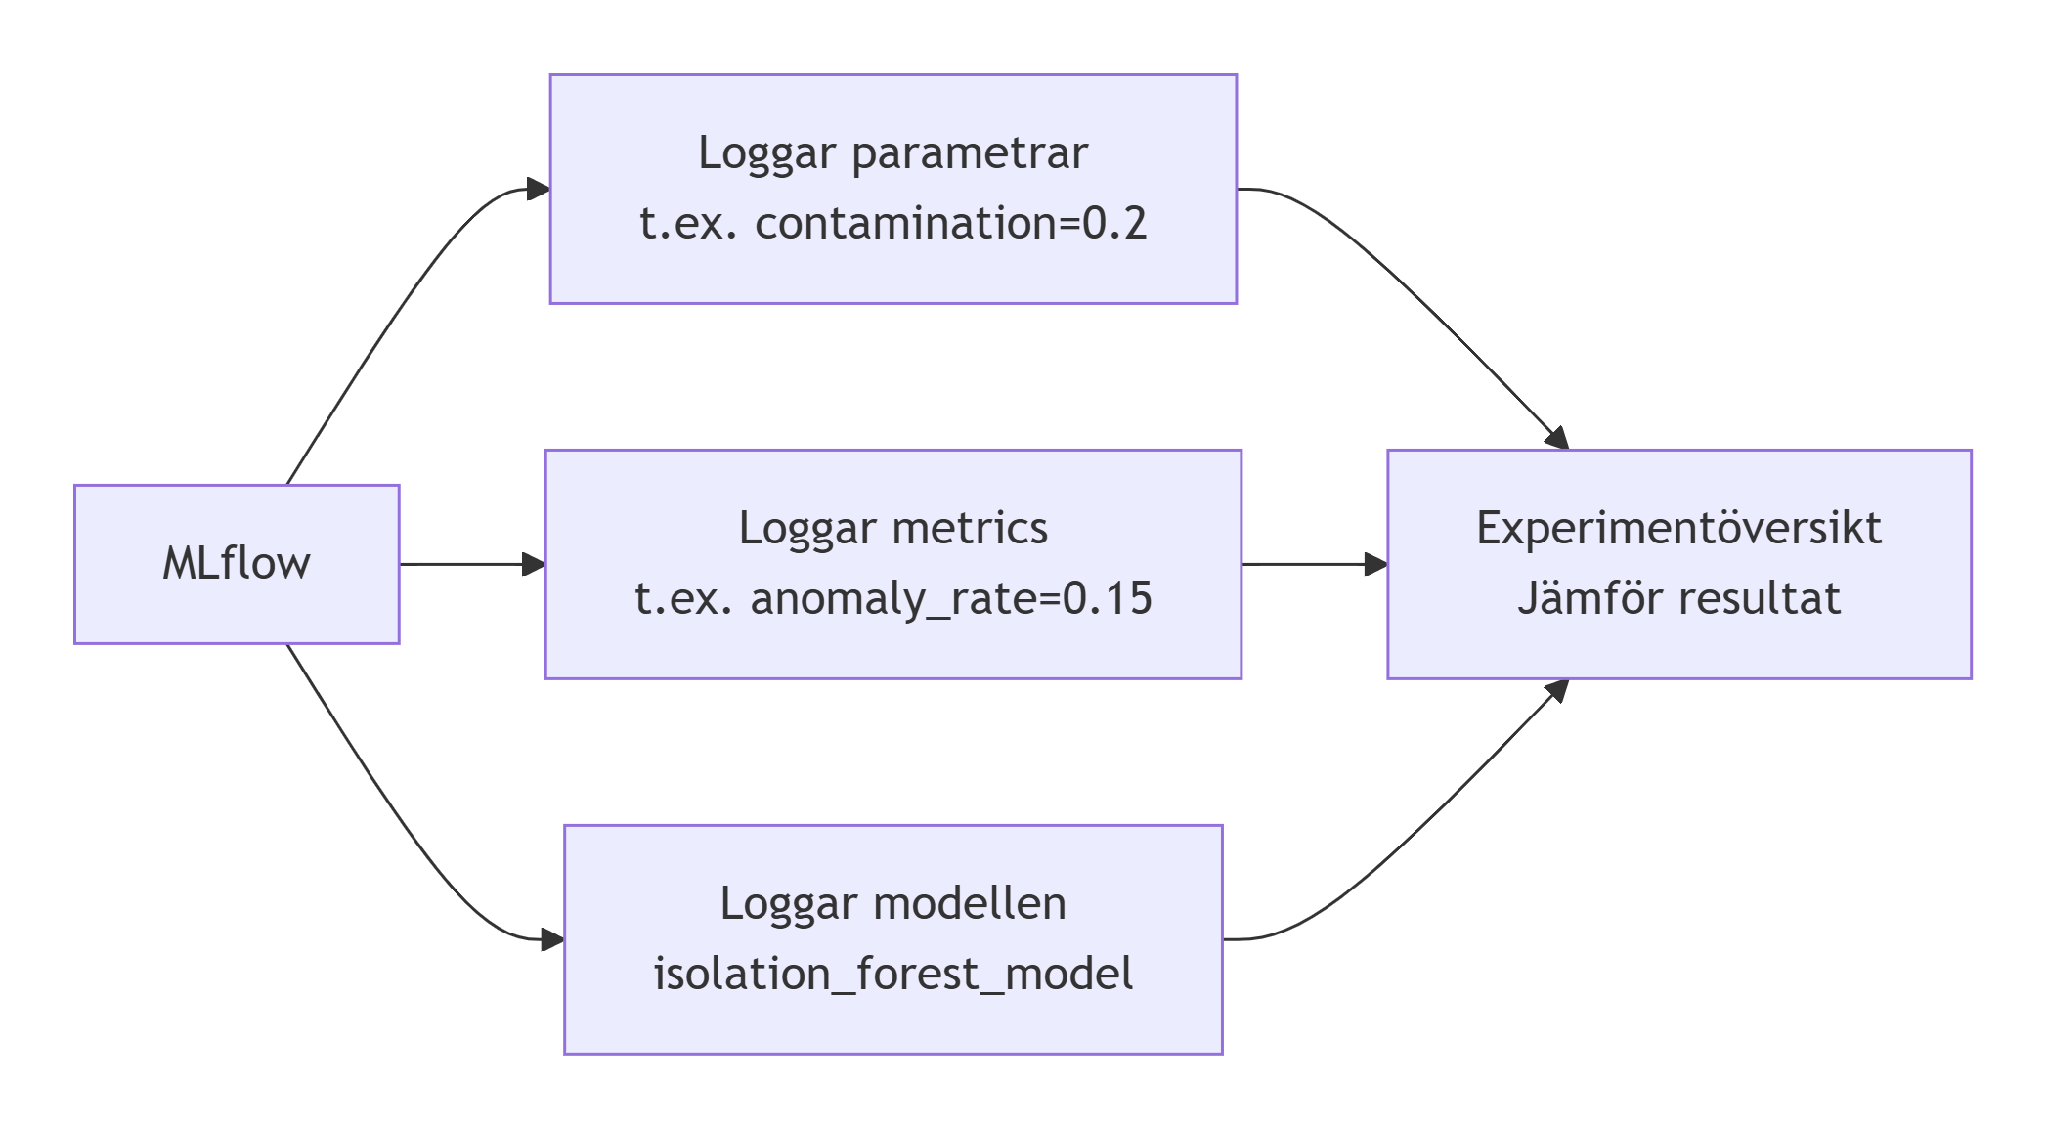 MLflow
Loggar parametrar
t.ex. contamination=0.2
Loggar metrics
t.ex. anomaly_rate=0.15
Loggar modellen
isolation_forest_model
Experimentöversikt
Jämför resultat